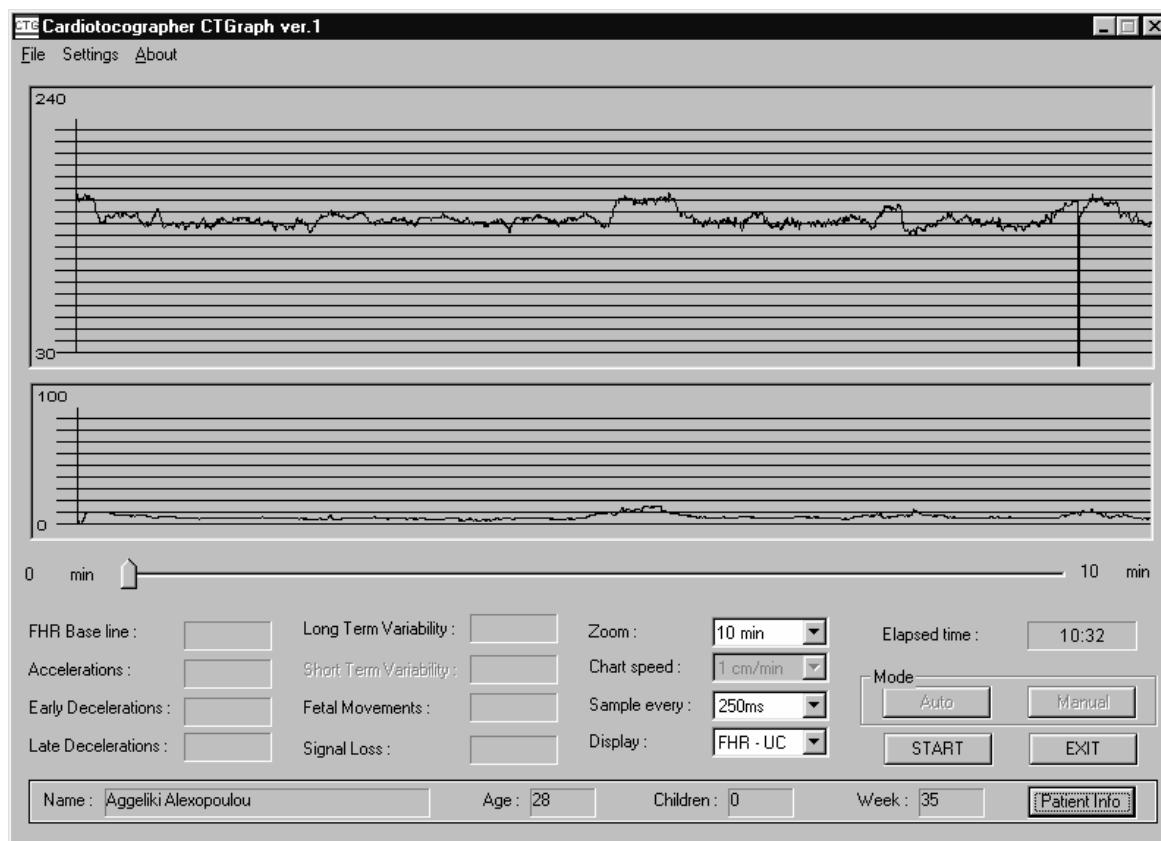 CTG Cardiotocographer CTGraph ver.1
File Settings About
240
30
100
0
0 min 10 min
FHR Base line : Long Term Variability : Zoom : 10 min Elapsed time : 10:32
Accelerations : Short Term Variability : Chart speed : 1 cm/min Mode
Early Decelerations : Fetal Movements : Sample every : 250ms Auto Manual
Late Decelerations : Signal Loss : Display : FHR - UC START EXIT
Name : Aggeliki Alexopoulou Age : 28 Children : 0 Week : 35 Patient Info